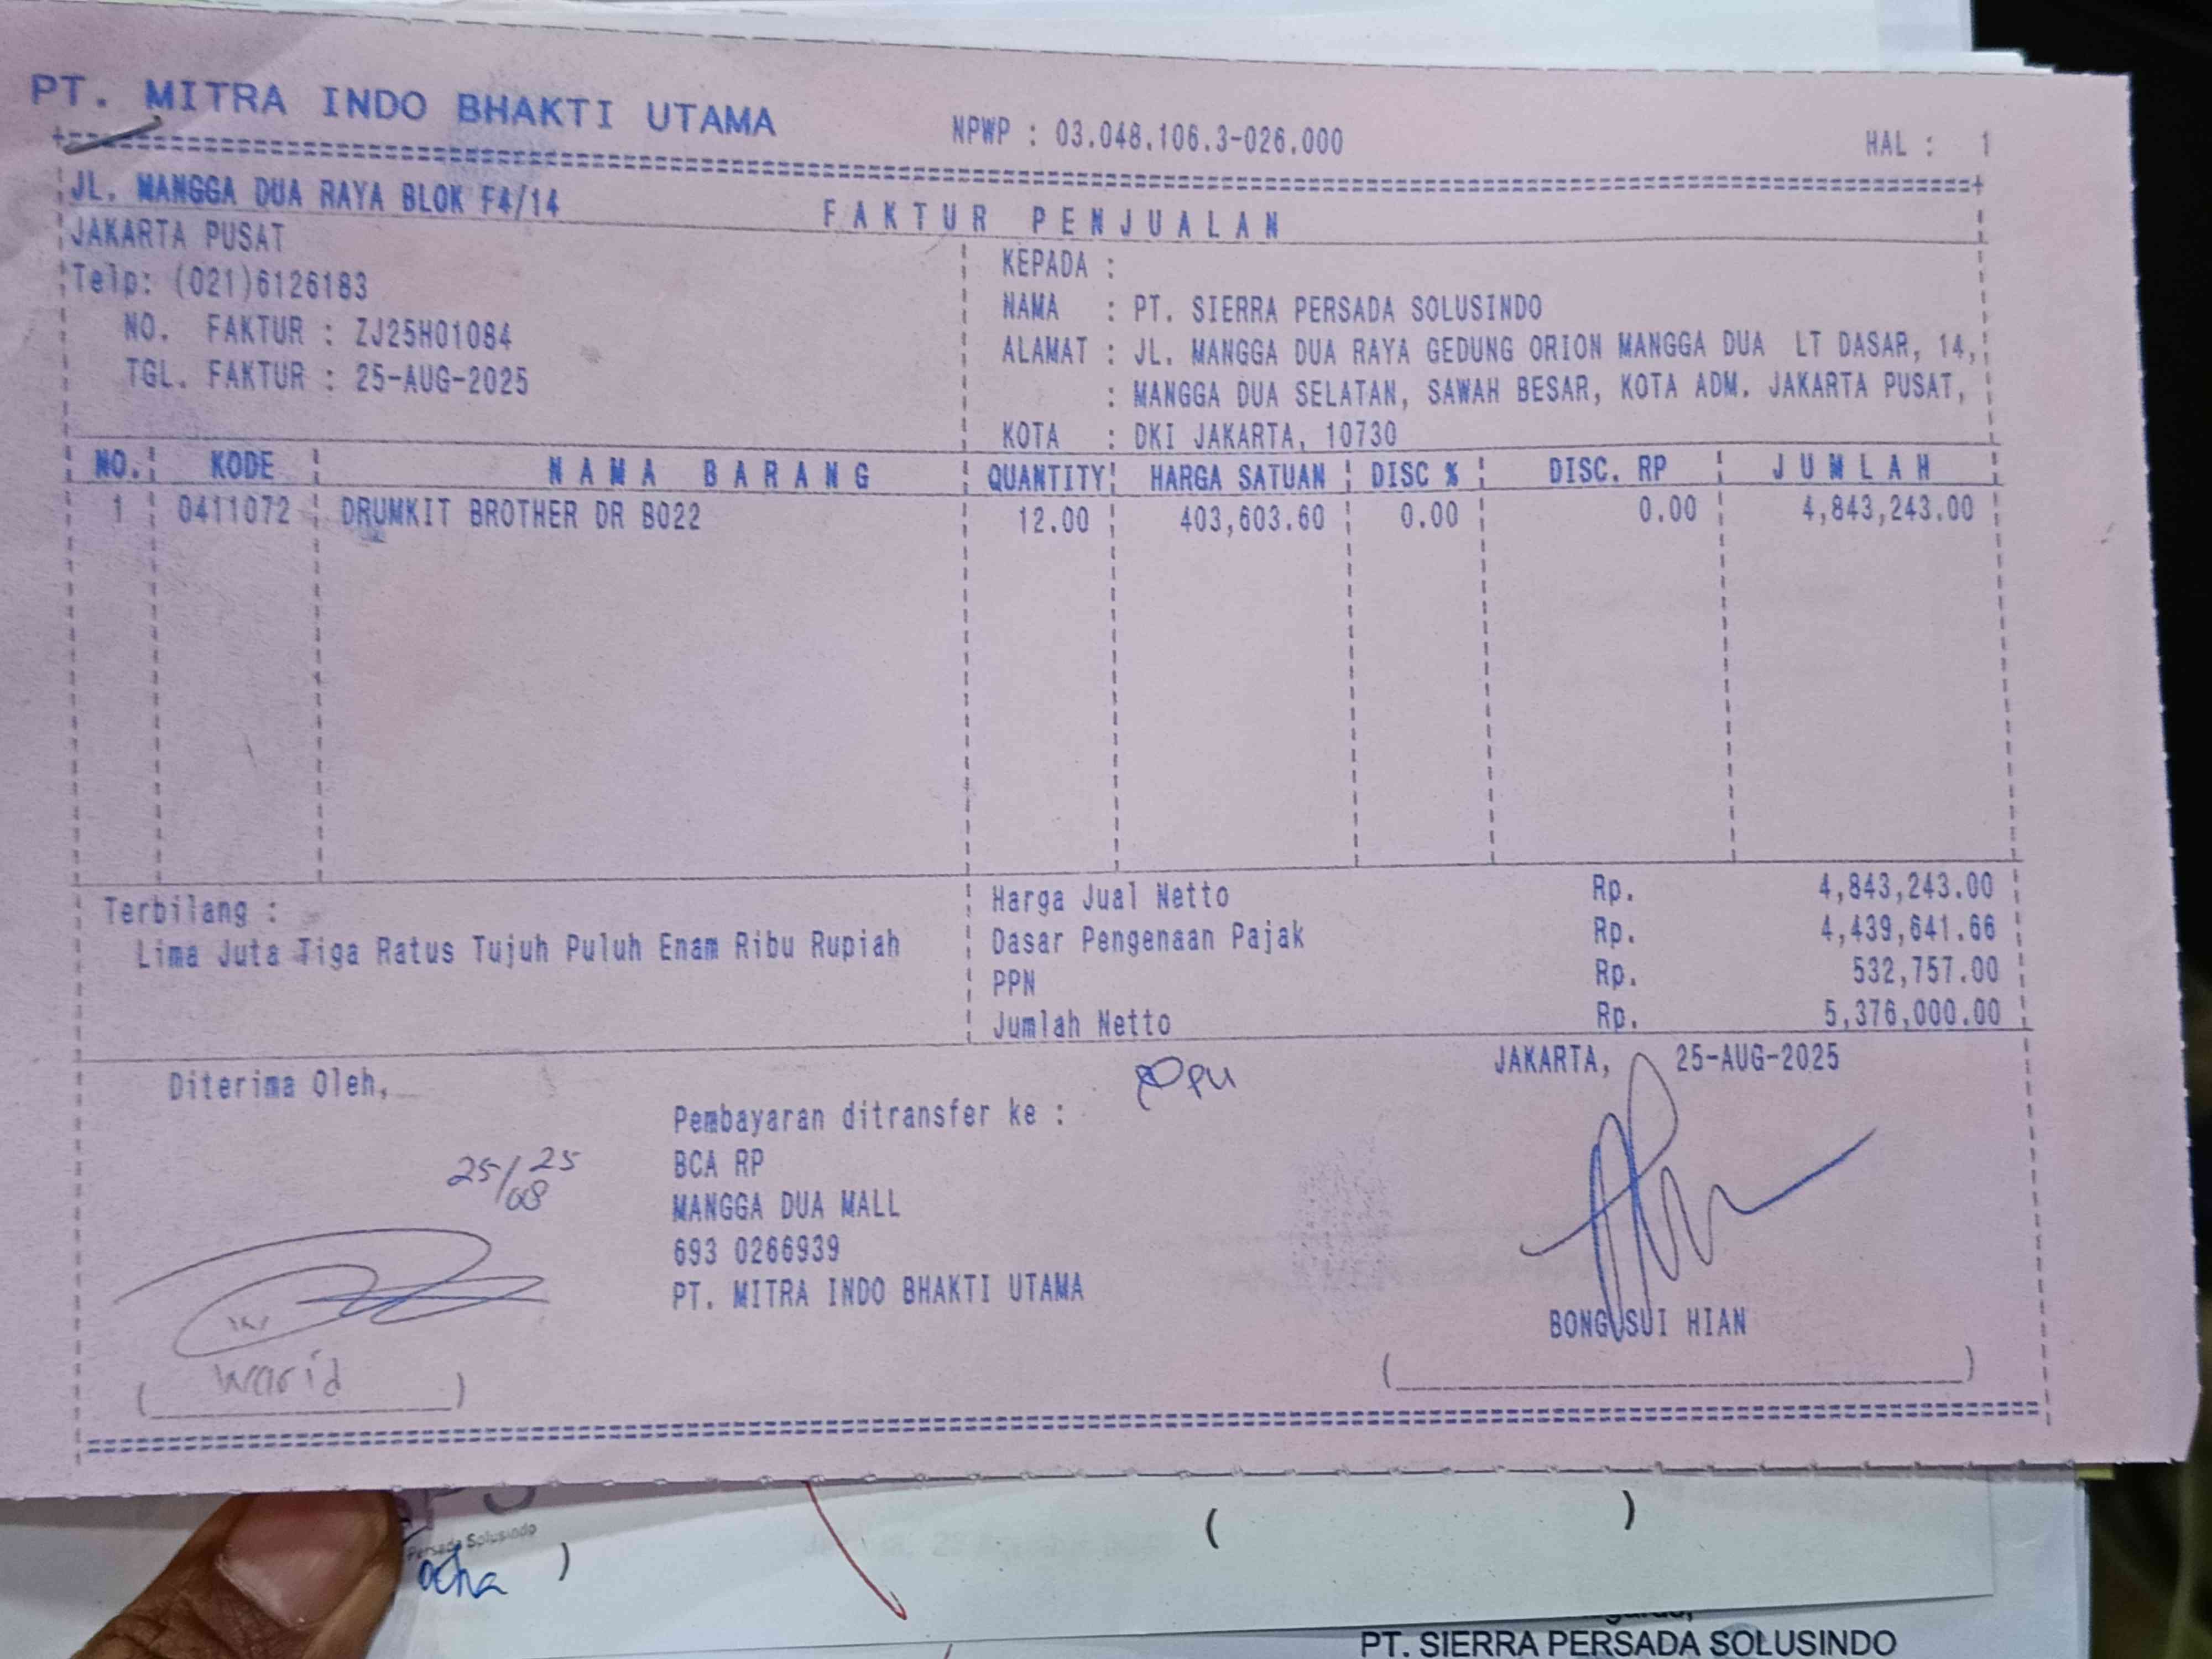 PT. MITRA INDO BHAKTI UTAMA
NPWP : 03.048.106.3-026.000
HAL : 1
JL. MANGGA DUA RAYA BLOK F4/14
FAKTUR PENJUALAN
JAKARTA PUSAT
Telp: (021)6126183
NO. FAKTUR : ZJ25H01084
TGL. FAKTUR : 25-AUG-2025
KEPADA :
NAMA : PT. SIERRA PERSADA SOLUSINDO
ALAMAT : JL. MANGGA DUA RAYA GEDUNG ORION MANGGA DUA LT DASAR, 14,
: MANGGA DUA SELATAN, SAWAH BESAR, KOTA ADM. JAKARTA PUSAT,
KOTA : DKI JAKARTA, 10730
NO. KODE NAMA BARANG QUANTITY HARGA SATUAN DISC % DISC. RP JUMLAH
1 0411072 DRUMKIT BROTHER DR B022 12.00 403,603.60 0.00 0.00 4,843,243.00
Terbilang :
Lima Juta Tiga Ratus Tujuh Puluh Enam Ribu Rupiah
Harga Jual Netto Rp. 4,843,243.00
Dasar Pengenaan Pajak Rp. 4,439,641.66
PPN Rp. 532,757.00
Jumlah Netto Rp. 5,376,000.00
Diterima Oleh,
JAKARTA, 25-AUG-2025
25/08 25
Pembayaran ditransfer ke :
BCA RP
MANGGA DUA MALL
693 0266939
PT. MITRA INDO BHAKTI UTAMA
BONG SUI HIAN
( Warid )
( )
Persada Solusindo
ocha )
( )
PT. SIERRA PERSADA SOLUSINDO